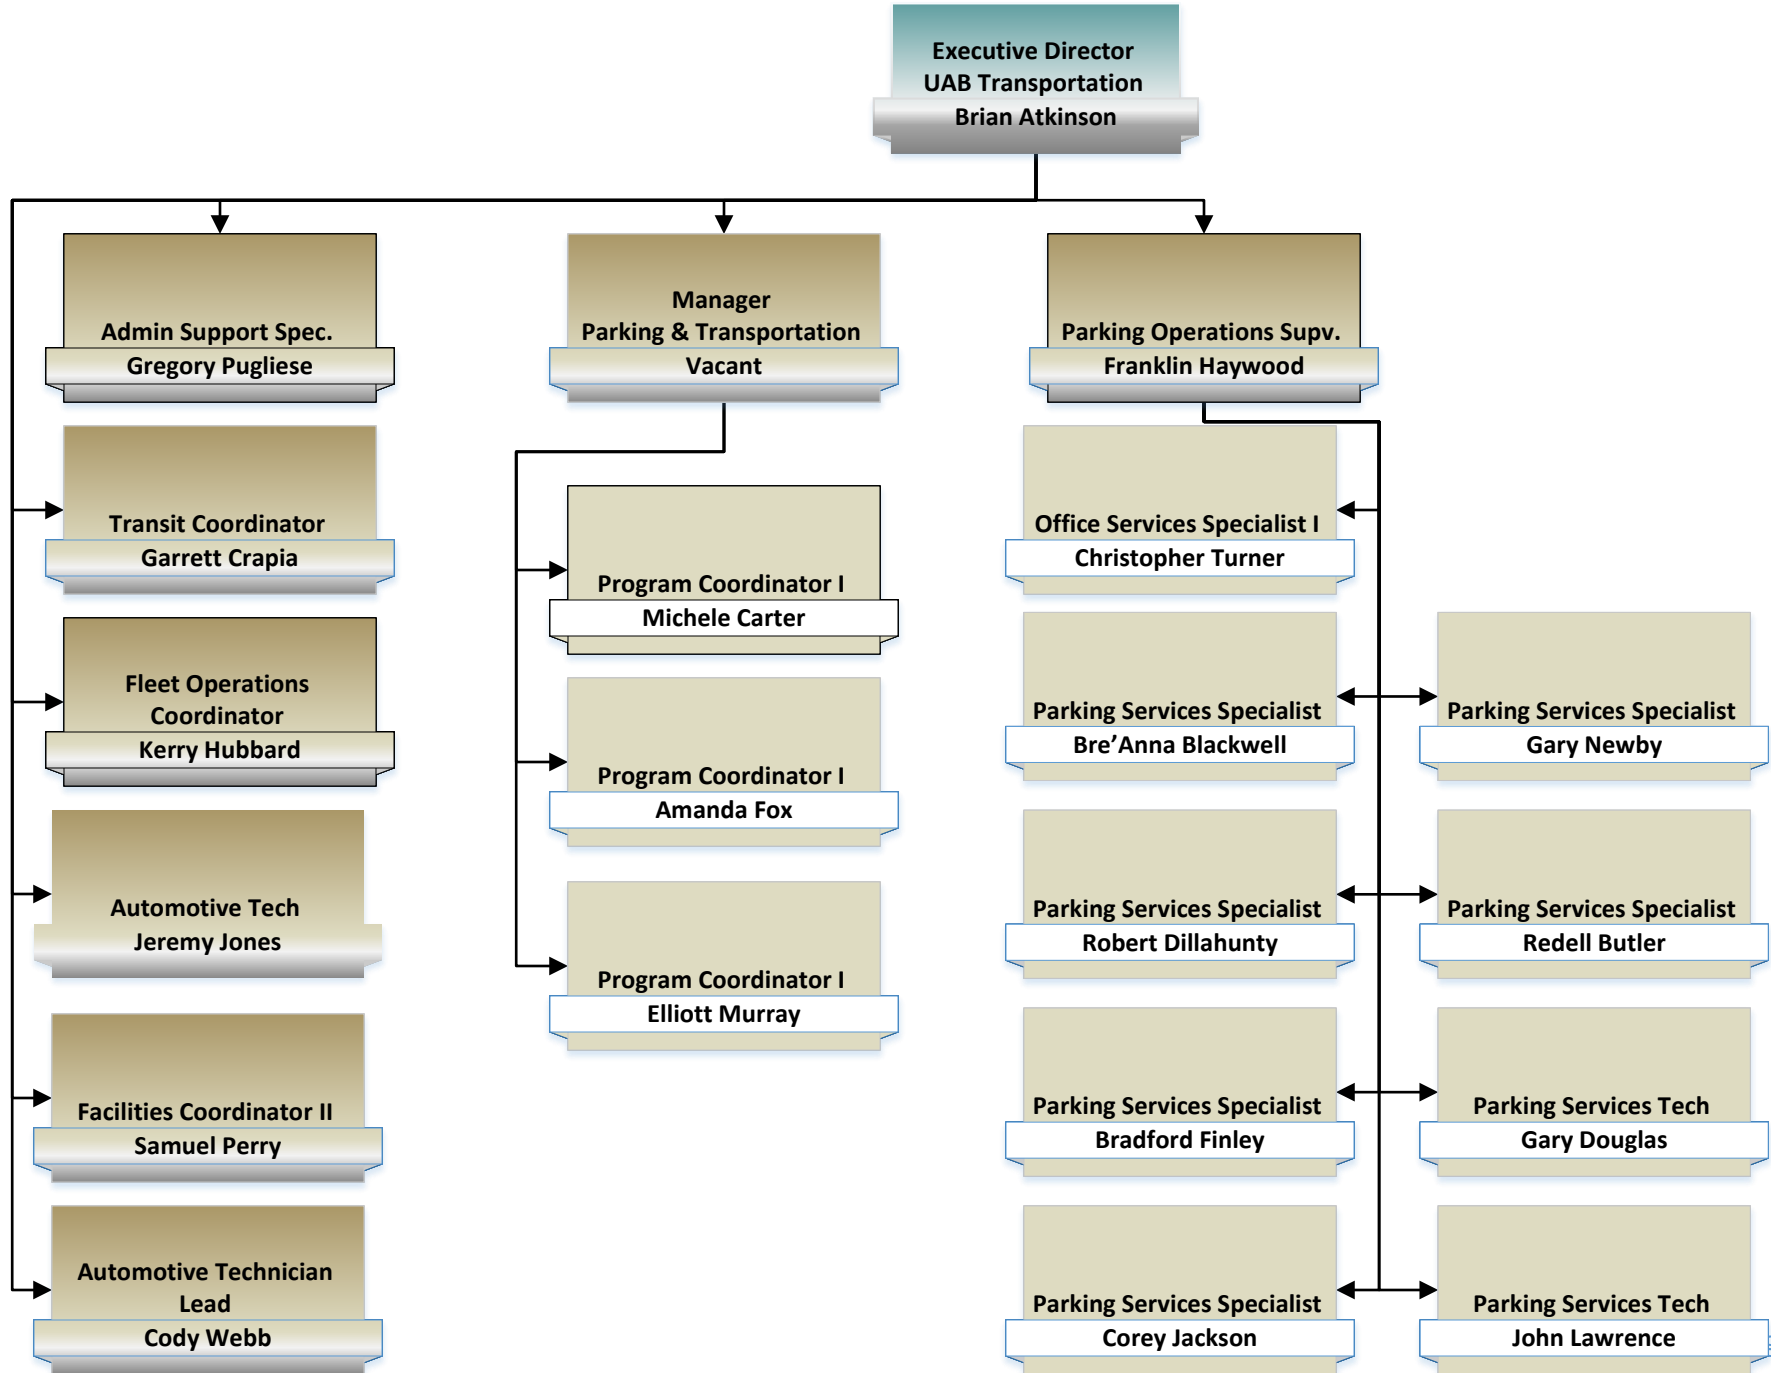 Executive Director
UAB Transportation
Brian Atkinson
Admin Support Spec.
Gregory Pugliese
Manager
Parking & Transportation
Vacant
Parking Operations Supv.
Franklin Haywood
Transit Coordinator
Garrett Crapia
Fleet Operations
Coordinator
Kerry Hubbard
Automotive Tech
Jeremy Jones
Facilities Coordinator II
Samuel Perry
Automotive Technician
Lead
Cody Webb
Program Coordinator I
Michele Carter
Program Coordinator I
Amanda Fox
Program Coordinator I
Elliott Murray
Office Services Specialist I
Christopher Turner
Parking Services Specialist
Bre’Anna Blackwell
Parking Services Specialist
Gary Newby
Parking Services Specialist
Robert Dillahunty
Parking Services Specialist
Redell Butler
Parking Services Specialist
Bradford Finley
Parking Services Tech
Gary Douglas
Parking Services Specialist
Corey Jackson
Parking Services Tech
John Lawrence